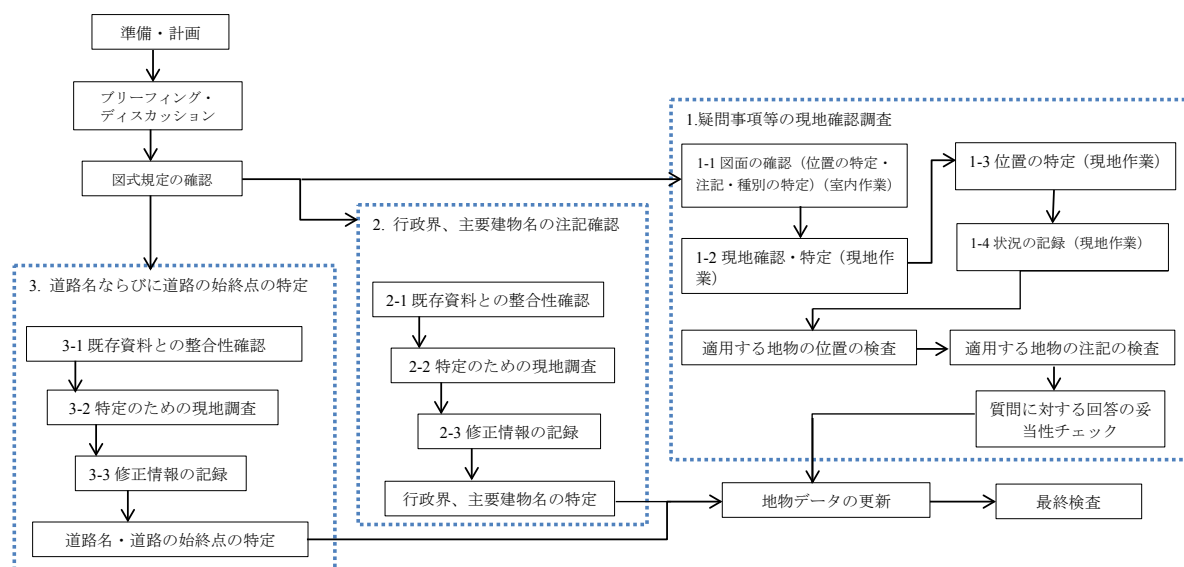 準備・計画
ブリーフィング・
ディスカッション
図式規定の確認
1.疑問事項等の現地確認調査
1-1 図面の確認（位置の特定・
注記・種別の特定）（室内作業）
1-2 現地確認・特定（現地作
業）
1-3 位置の特定（現地作業）
1-4 状況の記録（現地作業）
適用する地物の位置の検査
適用する地物の注記の検査
質問に対する回答の妥
当性チェック
2. 行政界、主要建物名の注記確認
2-1 既存資料との整合性確認
2-2 特定のための現地調査
2-3 修正情報の記録
行政界、主要建物名の特定
3. 道路名ならびに道路の始終点の特定
3-1 既存資料との整合性確認
3-2 特定のための現地調査
3-3 修正情報の記録
道路名・道路の始終点の特定
地物データの更新
最終検査